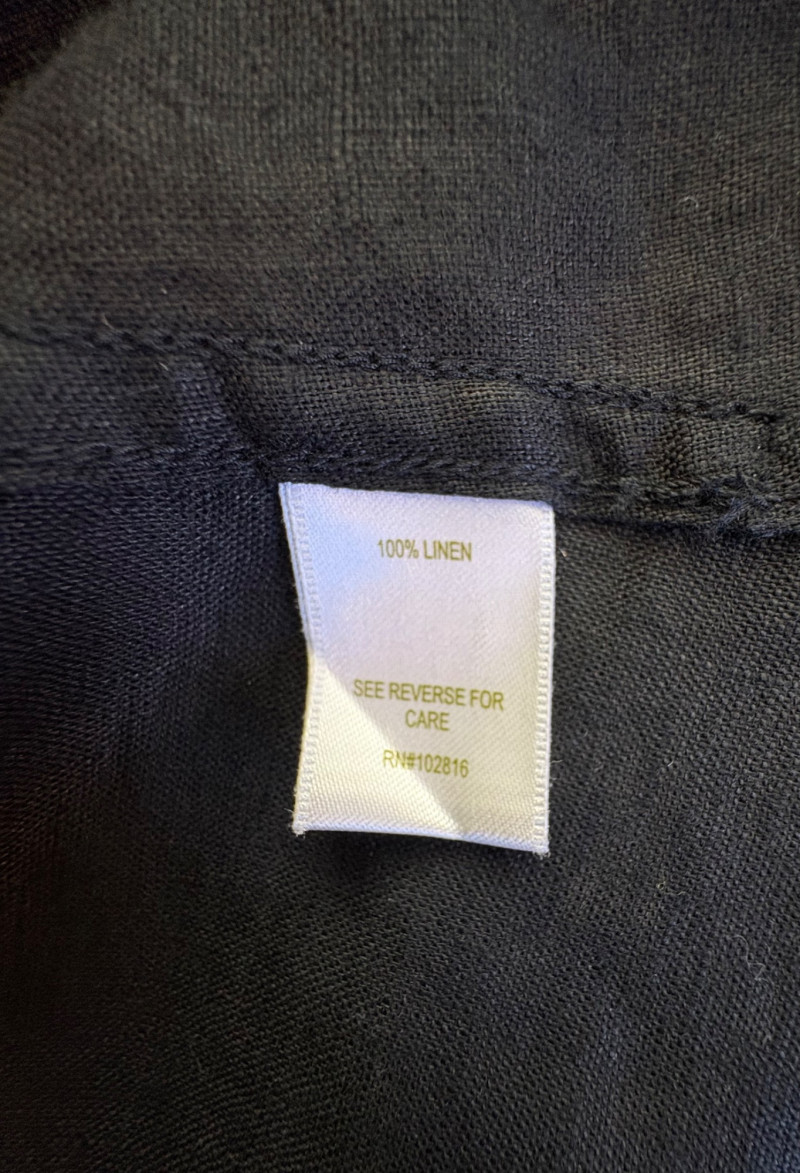 100% LINEN
SEE REVERSE FOR
CARE
RN#102816